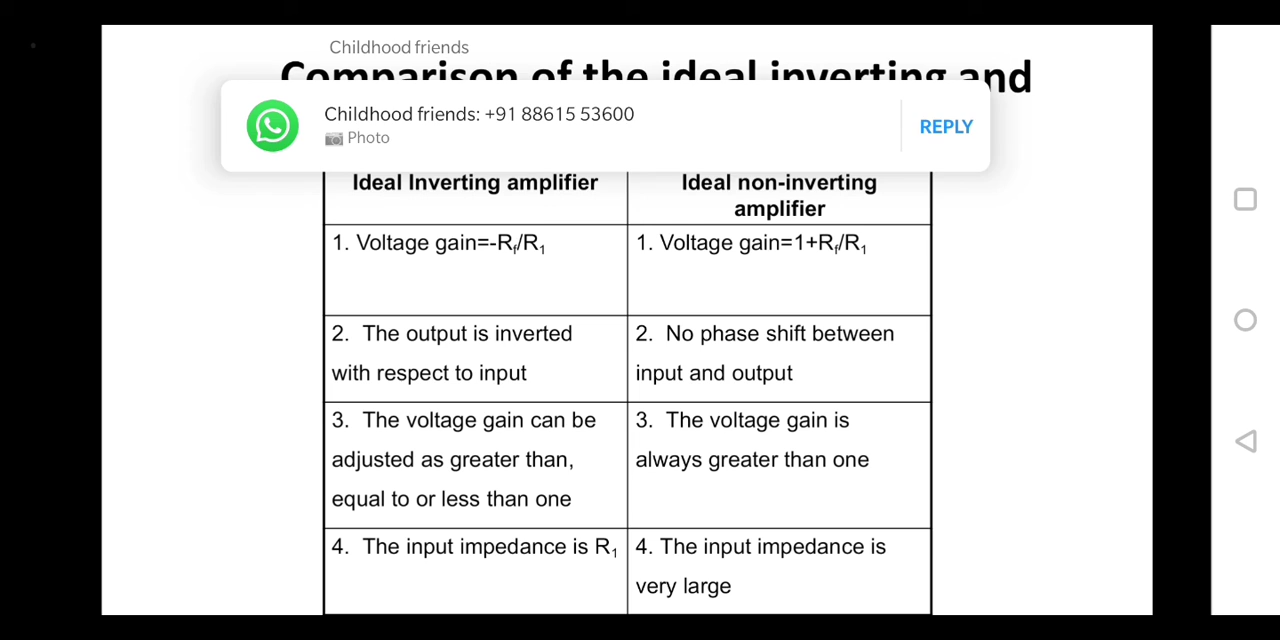 Childhood friends
Comparison of the ideal inverting and
Childhood friends: +91 88615 53600
Photo
REPLY
Ideal Inverting amplifier
Ideal non-inverting
amplifier
1. Voltage gain=-Rf/R1
1. Voltage gain=1+Rf/R1
2. The output is inverted
with respect to input
2. No phase shift between
input and output
3. The voltage gain can be
adjusted as greater than,
equal to or less than one
3. The voltage gain is
always greater than one
4. The input impedance is R1
4. The input impedance is
very large